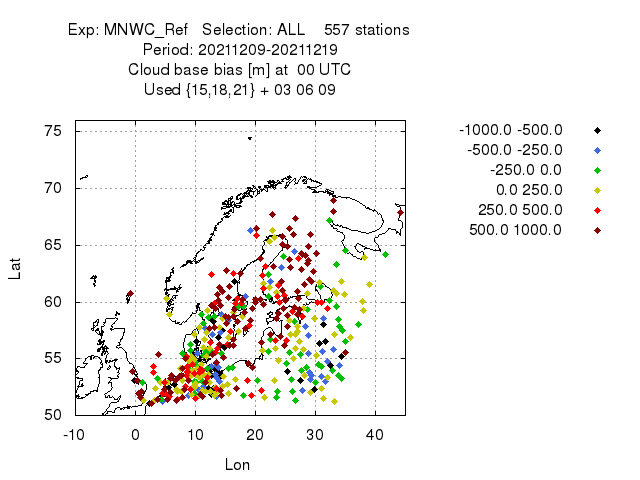 Exp: MNWC_Ref   Selection: ALL    557 stations
Period: 20211209-20211219
Cloud base bias [m] at  00 UTC
Used {15,18,21} + 03 06 09
-1000.0 -500.0
-500.0 -250.0
-250.0 0.0
0.0 250.0
250.0 500.0
500.0 1000.0
75
70
65
60
55
50
Lat
-10 0 10 20 30 40
Lon